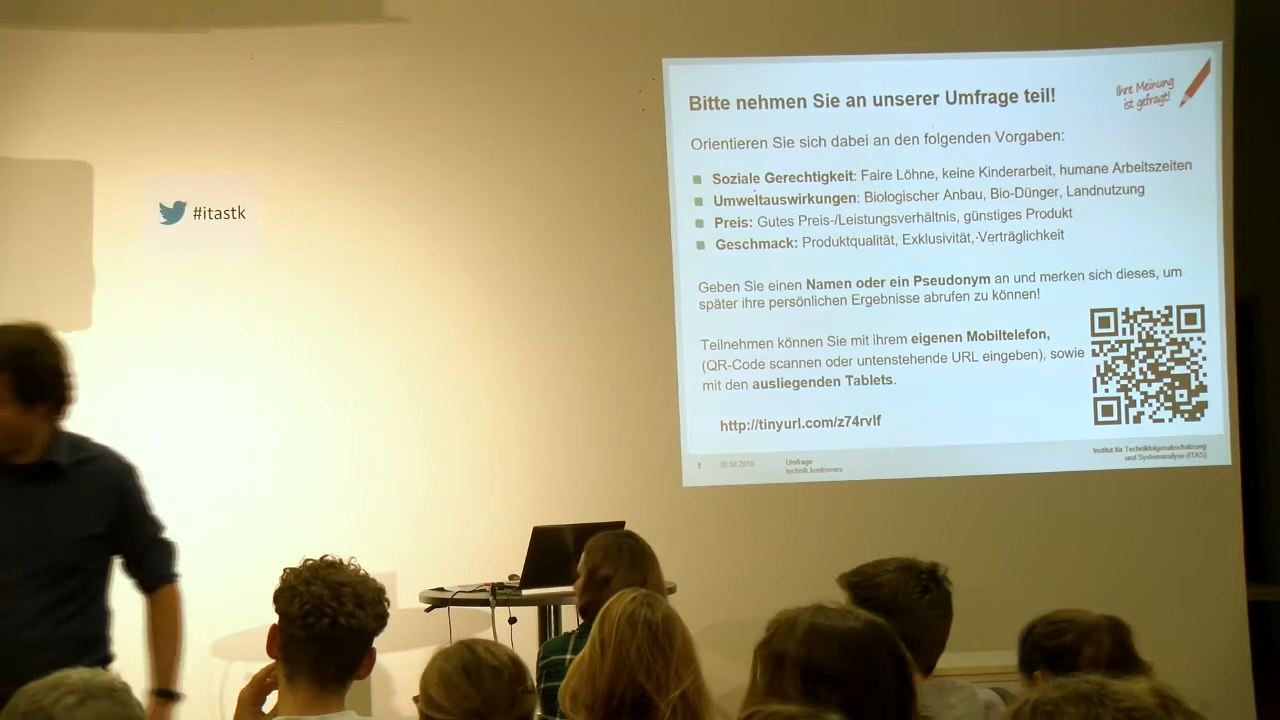 #itastk
Bitte nehmen Sie an unserer Umfrage teil!
Ihre Meinung
ist gefragt!
Orientieren Sie sich dabei an den folgenden Vorgaben:
Soziale Gerechtigkeit: Faire Löhne, keine Kinderarbeit, humane Arbeitszeiten
Umweltauswirkungen: Biologischer Anbau, Bio-Dünger, Landnutzung
Preis: Gutes Preis-/Leistungsverhältnis, günstiges Produkt
Geschmack: Produktqualität, Exklusivität, Verträglichkeit
Geben Sie einen Namen oder ein Pseudonym an und merken sich dieses, um
später ihre persönlichen Ergebnisse abrufen zu können!
Teilnehmen können Sie mit ihrem eigenen Mobiltelefon,
(QR-Code scannen oder untenstehende URL eingeben), sowie
mit den ausliegenden Tablets.
http://tinyurl.com/z74rvlf
1
Umfrage
technik.kontrovers
Institut für Technikfolgenabschätzung
und Systemanalyse (ITAS)